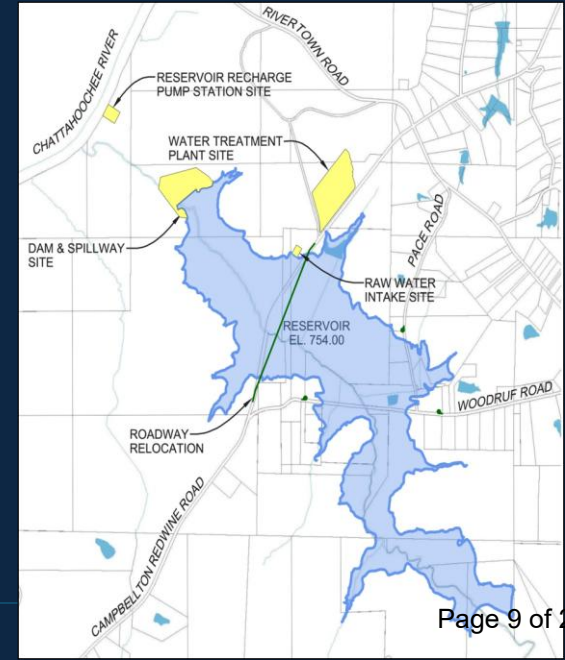 RIVERTOWN ROAD
CHATTAHOOCHEE RIVER
RESERVOIR RECHARGE
PUMP STATION SITE
WATER TREATMENT
PLANT SITE
PACE ROAD
DAM & SPILLWAY
SITE
RAW WATER
INTAKE SITE
RESERVOIR
EL. 754.00
WOODRUF ROAD
ROADWAY
RELOCATION
CAMPBELLTON REDWINE ROAD
Page 9 of 2